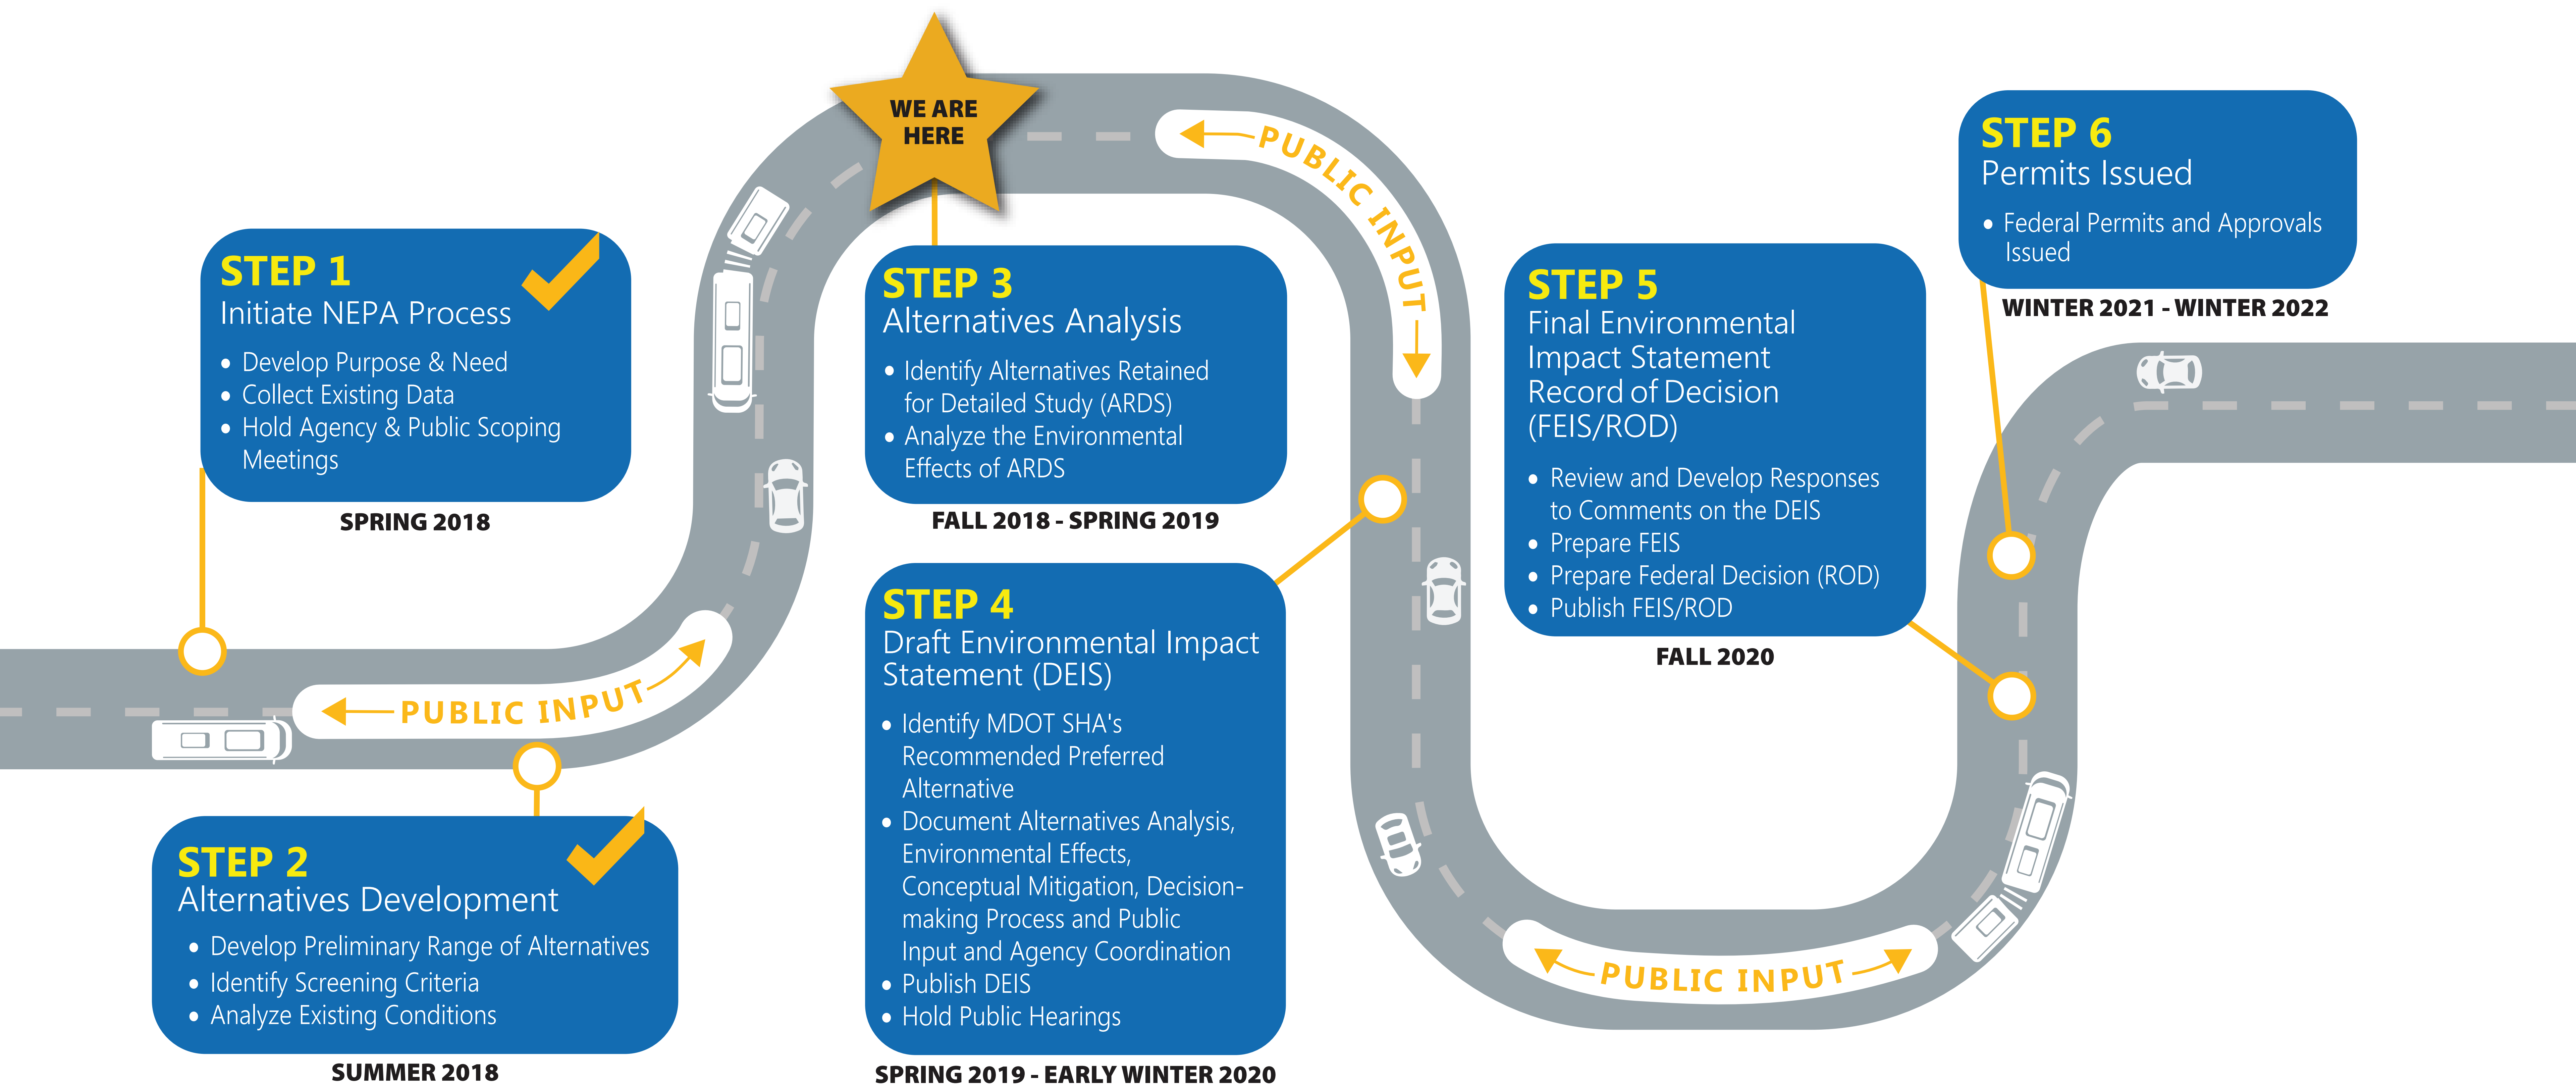 STEP 1
Initiate NEPA Process
• Develop Purpose & Need
• Collect Existing Data
• Hold Agency & Public Scoping
Meetings
SPRING 2018
PUBLIC INPUT
STEP 2
Alternatives Development
• Develop Preliminary Range of Alternatives
• Identify Screening Criteria
• Analyze Existing Conditions
SUMMER 2018
WE ARE
HERE
STEP 3
Alternatives Analysis
• Identify Alternatives Retained
for Detailed Study (ARDS)
• Analyze the Environmental
Effects of ARDS
FALL 2018 - SPRING 2019
PUBLIC INPUT
STEP 4
Draft Environmental Impact
Statement (DEIS)
• Identify MDOT SHA's
Recommended Preferred
Alternative
• Document Alternatives Analysis,
Environmental Effects,
Conceptual Mitigation, Decision-
making Process and Public
Input and Agency Coordination
• Publish DEIS
• Hold Public Hearings
SPRING 2019 - EARLY WINTER 2020
PUBLIC INPUT
STEP 5
Final Environmental
Impact Statement
Record of Decision
(FEIS/ROD)
• Review and Develop Responses
to Comments on the DEIS
• Prepare FEIS
• Prepare Federal Decision (ROD)
• Publish FEIS/ROD
FALL 2020
STEP 6
Permits Issued
• Federal Permits and Approvals
Issued
WINTER 2021 - WINTER 2022